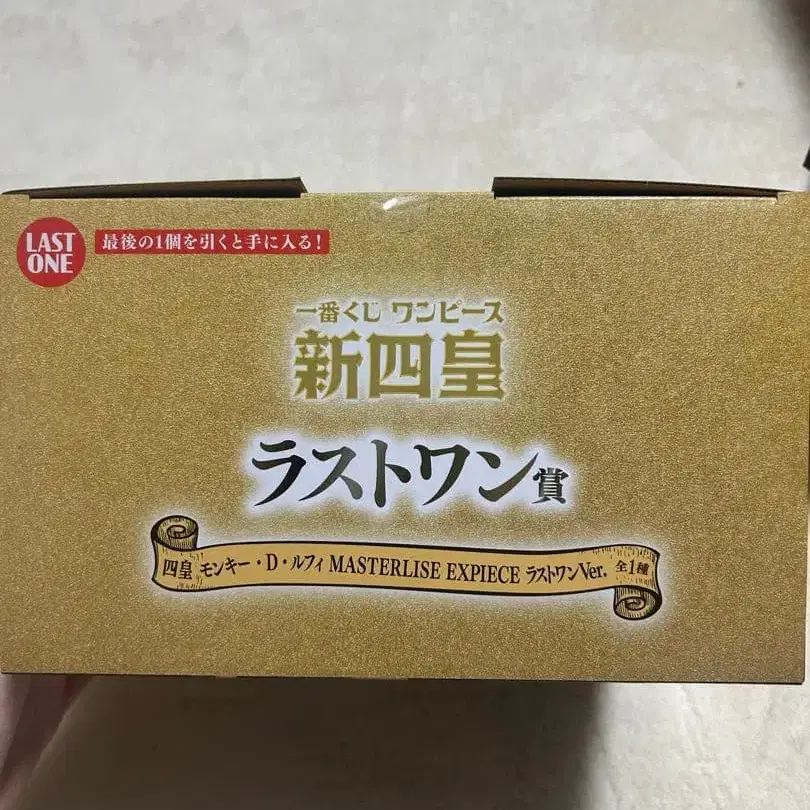 LAST
ONE
最後の1個を引くと手に入る!
一番くじ ワンピース
新四皇
ラストワン賞
四皇 モンキー・D・ルフィ MASTERLISE EXPIECE ラストワンVer. 全1種